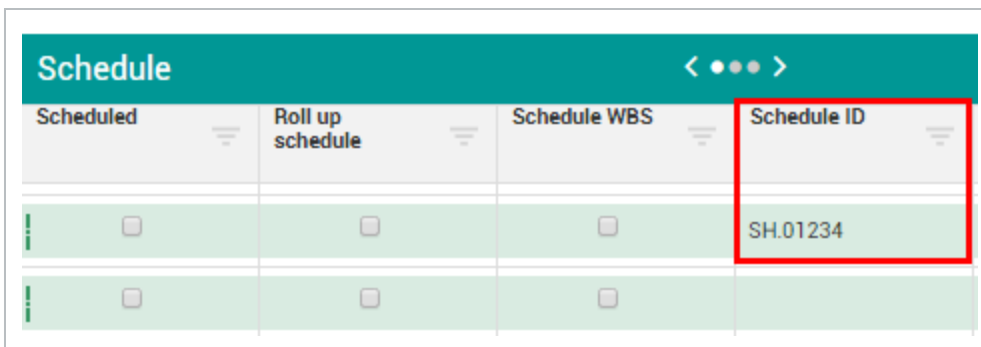 Schedule
Scheduled
Roll up
schedule
Schedule WBS
Schedule ID
SH.01234